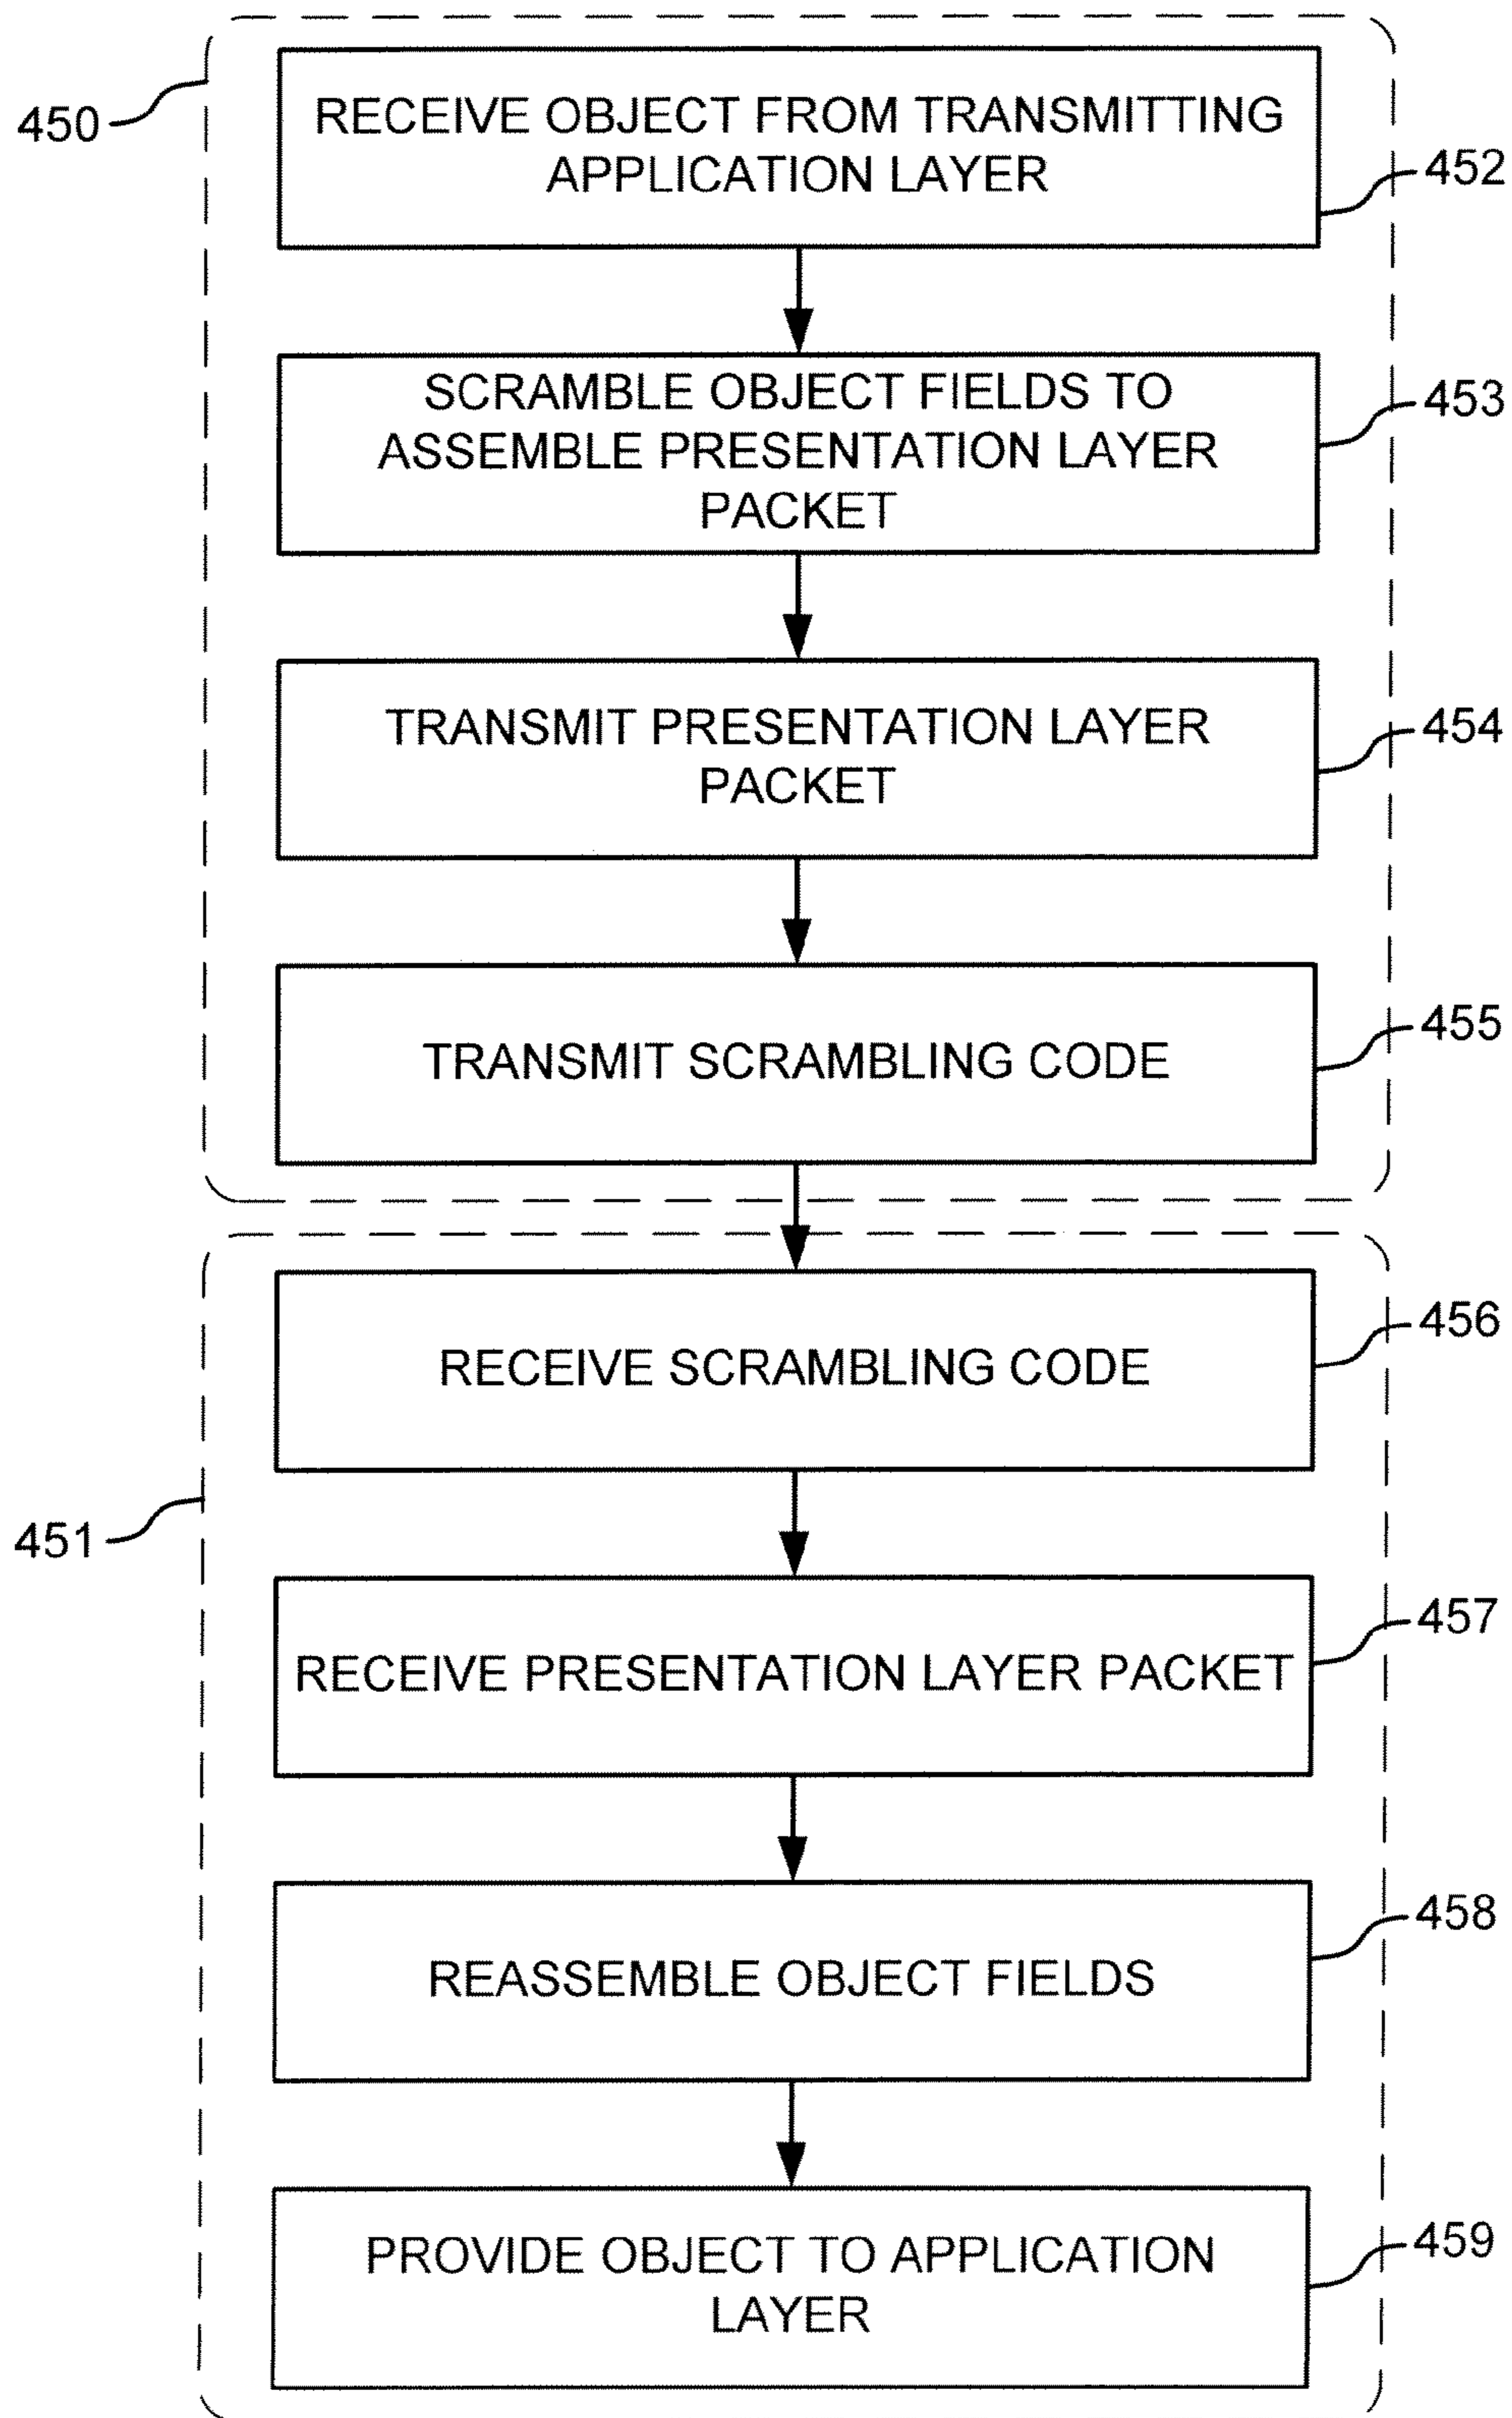 450
RECEIVE OBJECT FROM TRANSMITTING
APPLICATION LAYER
452
SCRAMBLE OBJECT FIELDS TO
ASSEMBLE PRESENTATION LAYER
PACKET
453
TRANSMIT PRESENTATION LAYER
PACKET
454
TRANSMIT SCRAMBLING CODE
455
451
RECEIVE SCRAMBLING CODE
456
RECEIVE PRESENTATION LAYER PACKET
457
REASSEMBLE OBJECT FIELDS
458
PROVIDE OBJECT TO APPLICATION
LAYER
459